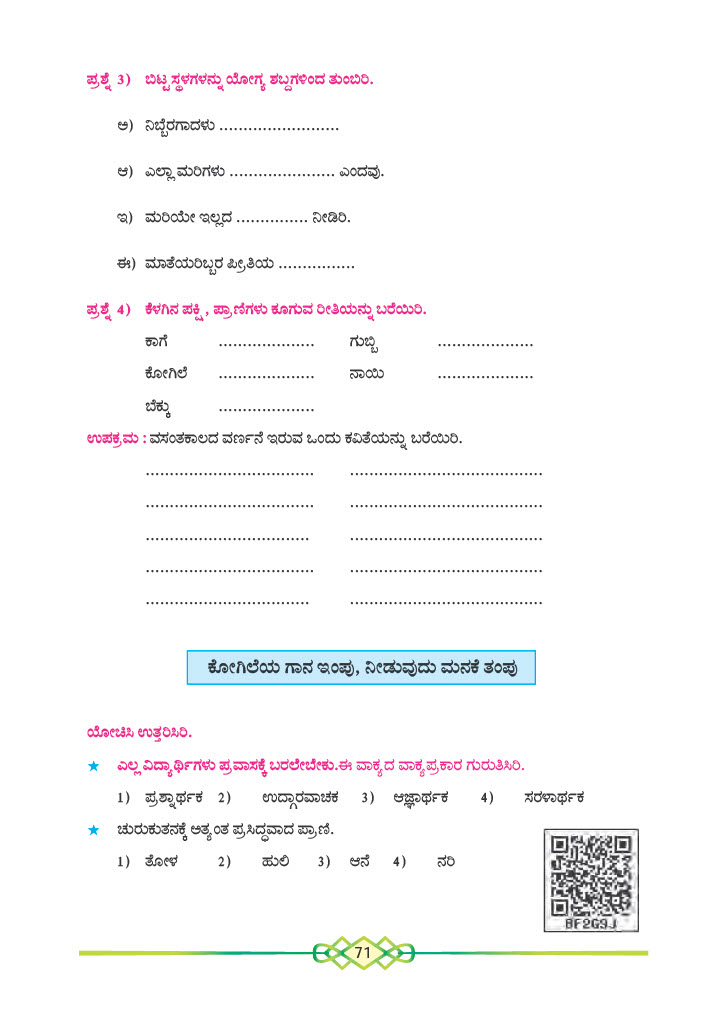 ಪ್ರಶ್ನೆ 3) ಬಿಟ್ಟ ಸ್ಥಳಗಳನ್ನು ಯೋಗ್ಯ ಶಬ್ದಗಳಿಂದ ತುಂಬಿರಿ.
ಅ) ನಿಬ್ಬೆರಗಾದಳು .........................
ಆ) ಎಲ್ಲಾ ಮರಿಗಳು ...................... ಎಂದವು.
ಇ) ಮರಿಯೇ ಇಲ್ಲದ ............... ನೀಡಿರಿ.
ಈ) ಮಾತೆಯರಿಬ್ಬರ ಪ್ರೀತಿಯ ................
ಪ್ರಶ್ನೆ 4) ಕೆಳಗಿನ ಪಕ್ಷಿ , ಪ್ರಾಣಿಗಳು ಕೂಗುವ ರೀತಿಯನ್ನು ಬರೆಯಿರಿ.
ಕಾಗೆ .................... ಗುಬ್ಬಿ ....................
ಕೋಗಿಲೆ .................... ನಾಯಿ ....................
ಬೆಕ್ಕು ....................
ಉಪಕ್ರಮ : ವಸಂತಕಾಲದ ವರ್ಣನೆ ಇರುವ ಒಂದು ಕವಿತೆಯನ್ನು ಬರೆಯಿರಿ.
................................... ........................................
................................... ........................................
.................................. ........................................
................................... ........................................
.................................. ........................................
ಕೋಗಿಲೆಯ ಗಾನ ಇಂಪು, ನೀಡುವುದು ಮನಕೆ ತಂಪು
ಯೋಚಿಸಿ ಉತ್ತರಿಸಿರಿ.
★ ಎಲ್ಲ ವಿದ್ಯಾರ್ಥಿಗಳು ಪ್ರವಾಸಕ್ಕೆ ಬರಲೇಬೇಕು.ಈ ವಾಕ್ಯದ ವಾಕ್ಯಪ್ರಕಾರ ಗುರುತಿಸಿರಿ.
1) ಪ್ರಶ್ನಾರ್ಥಕ 2) ಉದ್ಗಾರವಾಚಕ 3) ಆಜ್ಞಾರ್ಥಕ 4) ಸರಳಾರ್ಥಕ
★ ಚುರುಕುತನಕ್ಕೆ ಅತ್ಯಂತ ಪ್ರಸಿದ್ಧವಾದ ಪ್ರಾಣಿ.
1) ತೋಳ 2) ಹುಲಿ 3) ಆನೆ 4) ನರಿ
BF2G9J
71